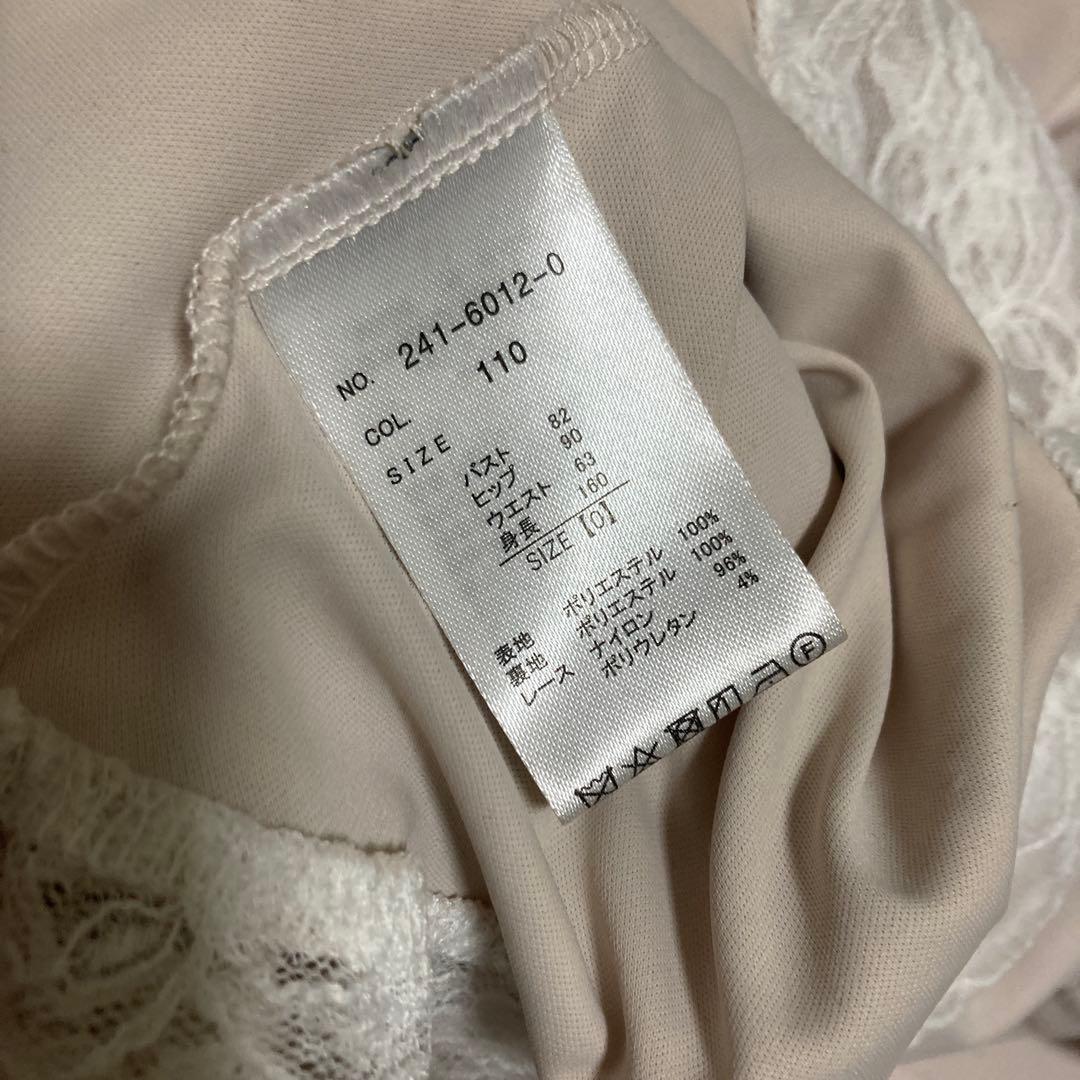 NO. 241-6012-0
COL. 110
SIZE
バスト 82
ヒップ 90
ウエスト 63
身長 160
SIZE 【0】
表地 ポリエステル 100%
裏地 ポリエステル 100%
レース ナイロン 96%
ポリウレタン 4%
F